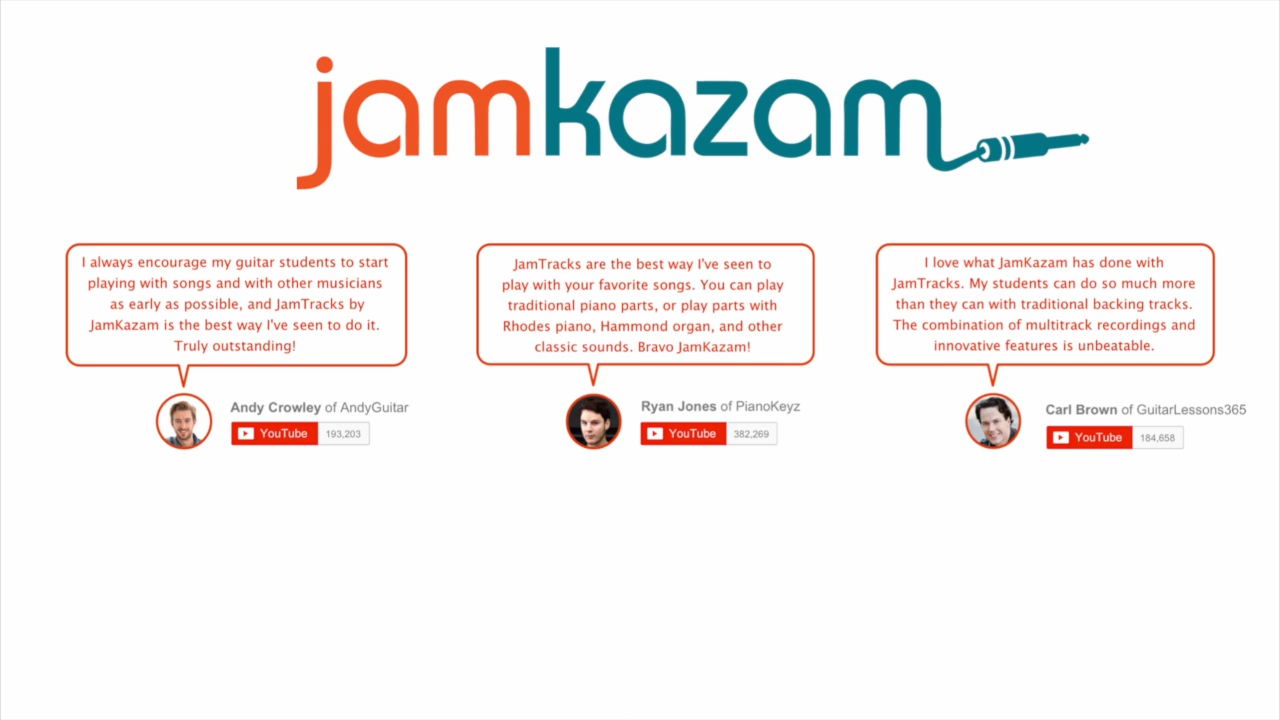 jamkazam
I always encourage my guitar students to start
playing with songs and with other musicians
as early as possible, and JamTracks by
JamKazam is the best way I've seen to do it.
Truly outstanding!
Andy Crowley of AndyGuitar
YouTube 193,203
JamTracks are the best way I've seen to
play with your favorite songs. You can play
traditional piano parts, or play parts with
Rhodes piano, Hammond organ, and other
classic sounds. Bravo JamKazam!
Ryan Jones of PianoKeyz
YouTube 382,269
I love what JamKazam has done with
JamTracks. My students can do so much more
than they can with traditional backing tracks.
The combination of multitrack recordings and
innovative features is unbeatable.
Carl Brown of GuitarLessons365
YouTube 184,658